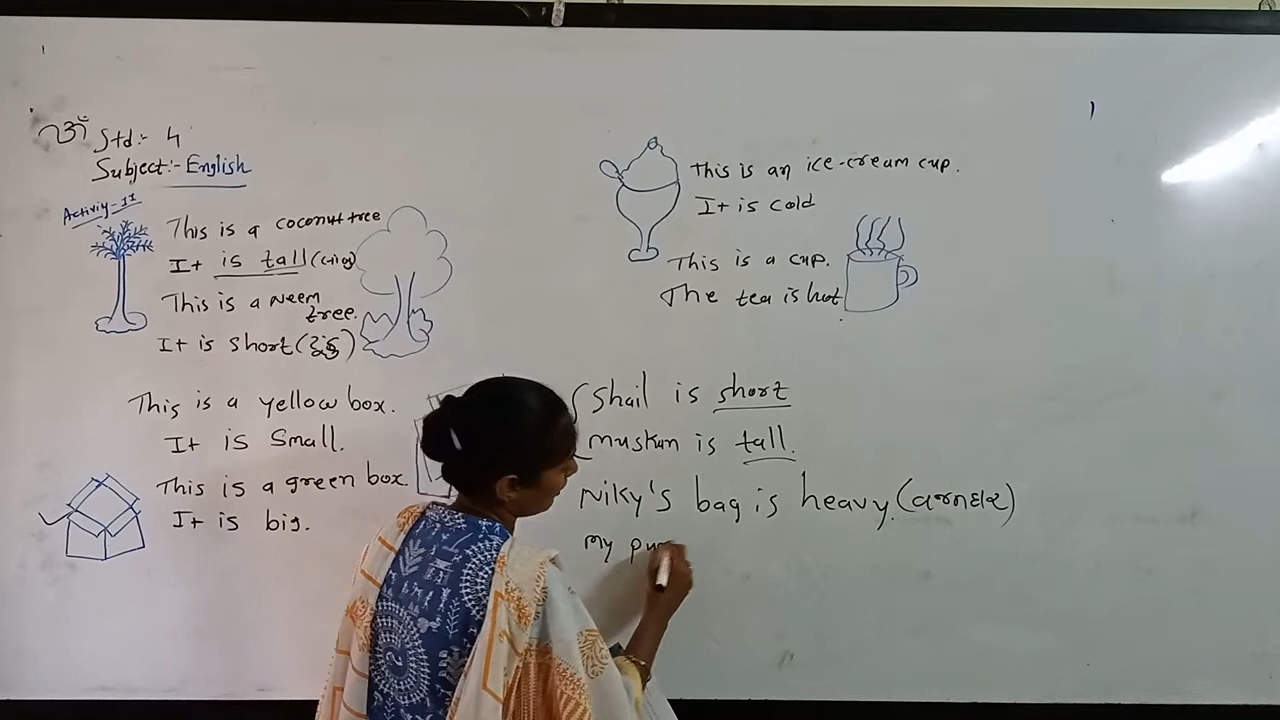 ૐ Std:- 4
Subject:- English
Activity-11
This is a coconut tree
It is tall (લાંબુ)
This is a Neem
tree.
It is short (ટૂંકુ)
This is a yellow box.
It is small.
This is a green box
It is big.
This is an ice-cream cup.
It is cold
This is a cup.
The tea is hot
Shail is short
muskan is tall.
Niky's bag is heavy. (વજનદાર)
My